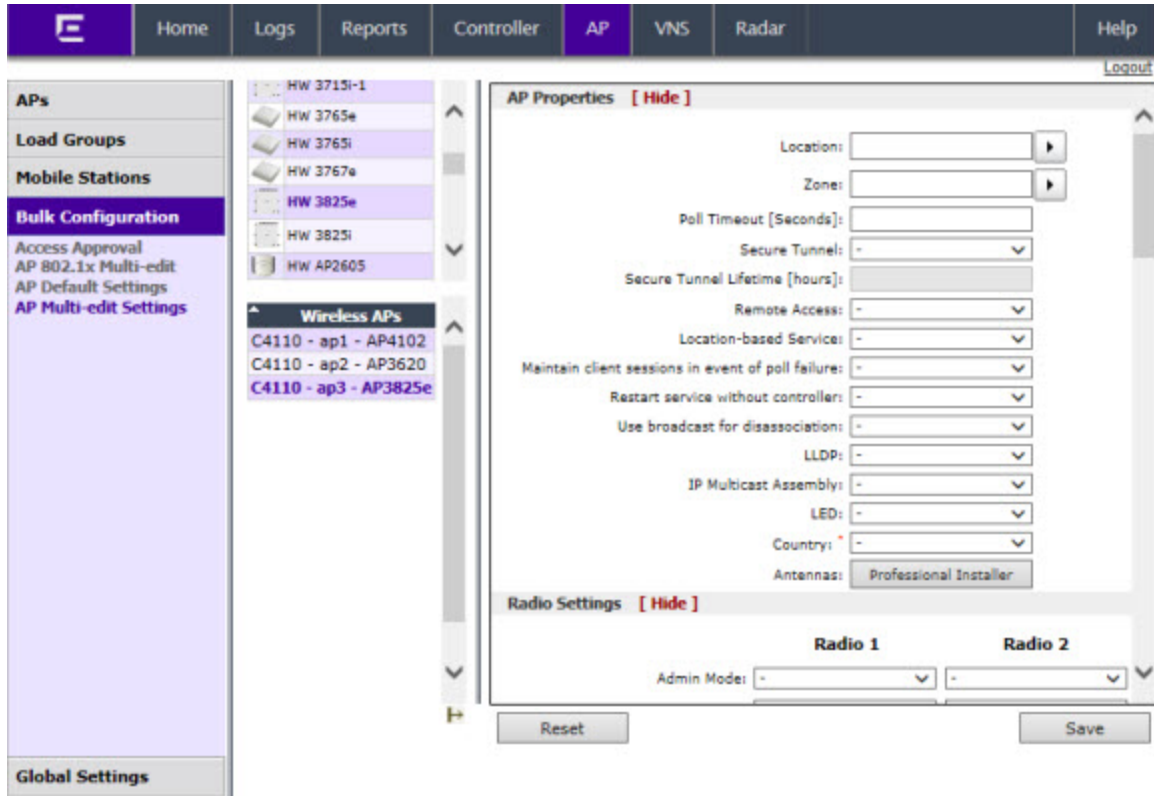 Home Logs Reports Controller AP VNS Radar Help
Logout
APs
Load Groups
Mobile Stations
Bulk Configuration
Access Approval
AP 802.1x Multi-edit
AP Default Settings
AP Multi-edit Settings
Global Settings
HW 3715i-1
HW 3765e
HW 3765i
HW 3767e
HW 3825e
HW 3825i
HW AP2605
Wireless APs
C4110 - ap1 - AP4102
C4110 - ap2 - AP3620
C4110 - ap3 - AP3825e
AP Properties [ Hide ]
Location:
Zone:
Poll Timeout [Seconds]:
Secure Tunnel: -
Secure Tunnel Lifetime [hours]:
Remote Access: -
Location-based Service: -
Maintain client sessions in event of poll failure: -
Restart service without controller: -
Use broadcast for disassociation: -
LLDP: -
IP Multicast Assembly: -
LED: -
Country: * -
Antennas: Professional Installer
Radio Settings [ Hide ]
Radio 1 Radio 2
Admin Mode: - -
Reset Save